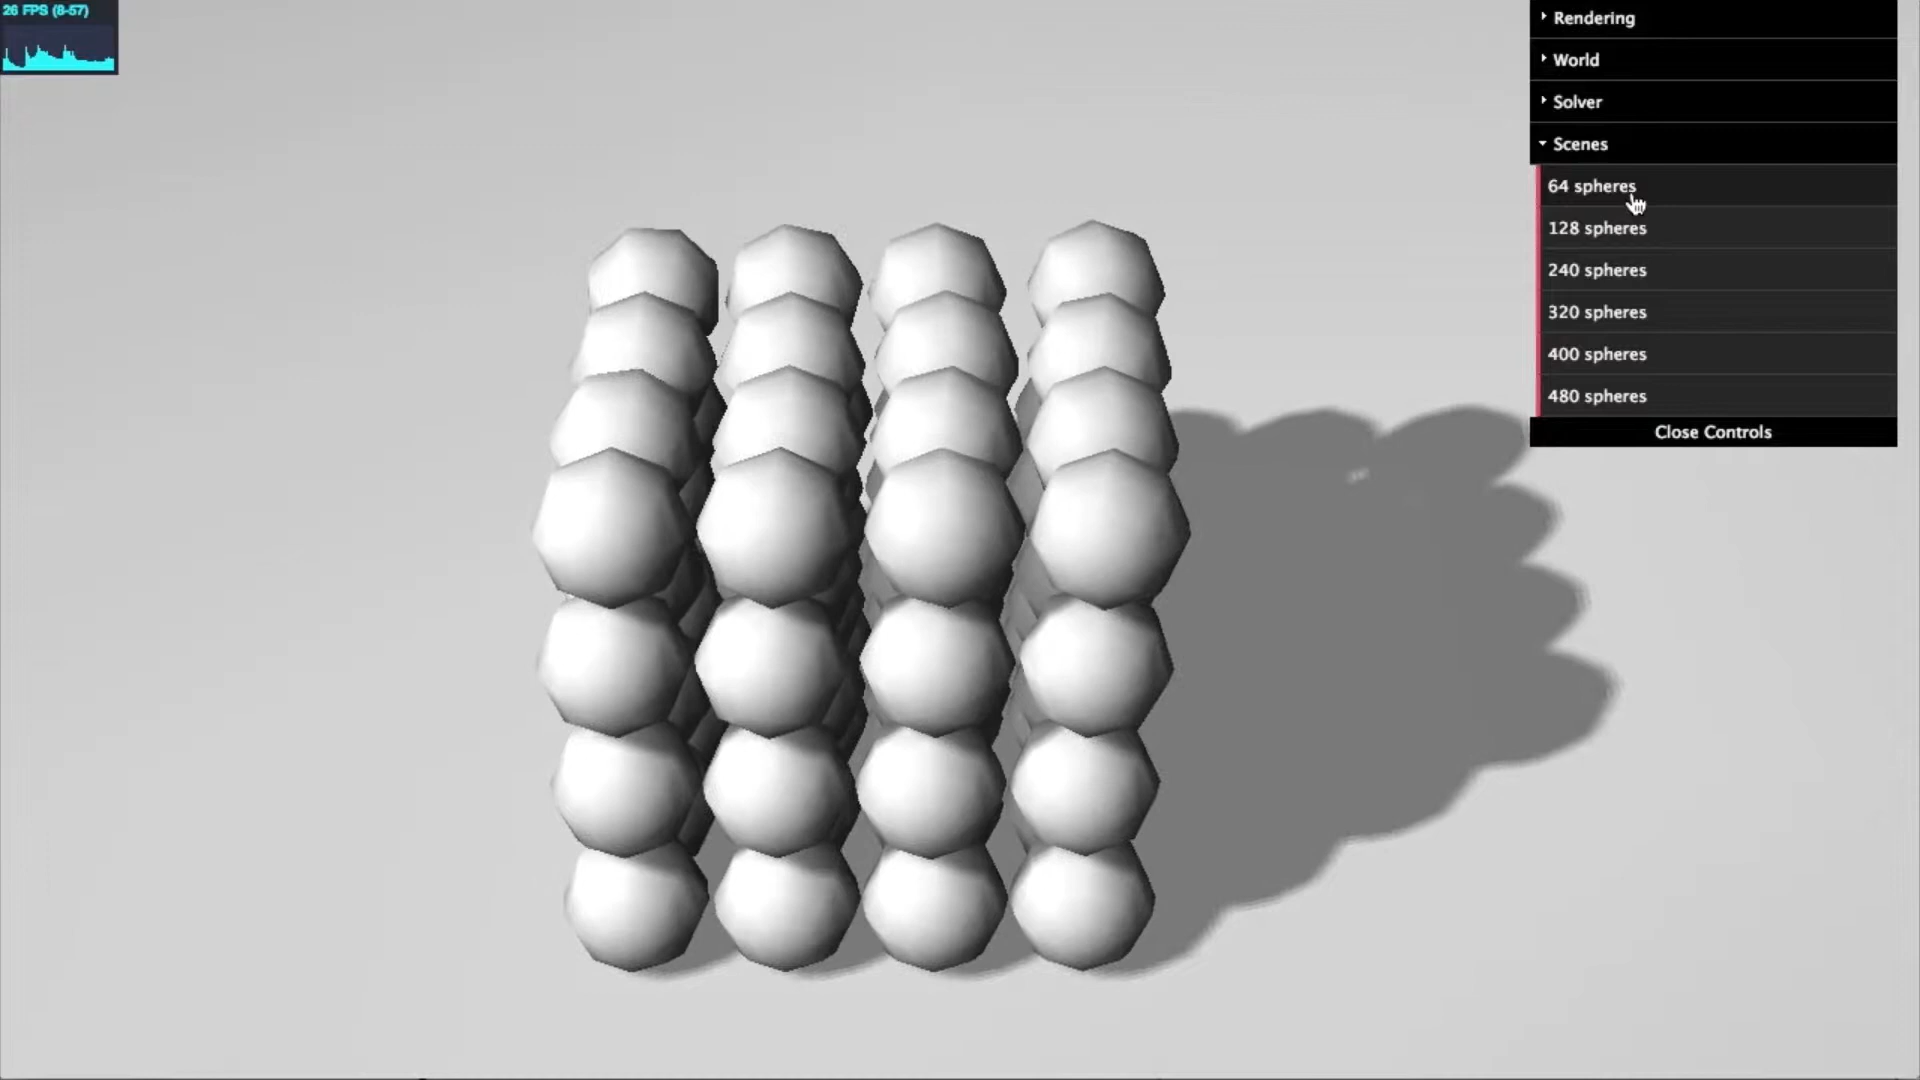 26 FPS (8-57)
Rendering
World
Solver
Scenes
64 spheres
128 spheres
240 spheres
320 spheres
400 spheres
480 spheres
Close Controls